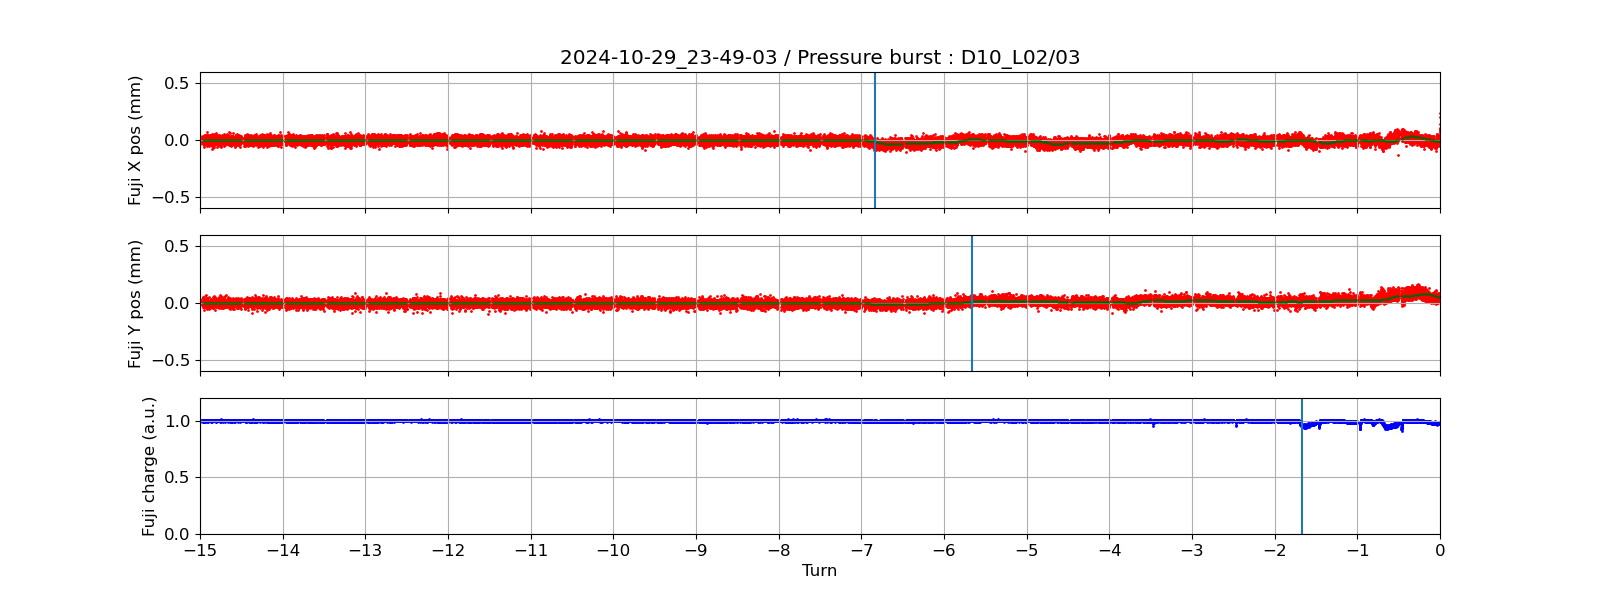 2024-10-29_23-49-03 / Pressure burst : D10_L02/03
Fuji X pos (mm)
0.5
0.0
−0.5
Fuji Y pos (mm)
0.5
0.0
−0.5
Fuji charge (a.u.)
1.0
0.5
0.0
−15 −14 −13 −12 −11 −10 −9 −8 −7 −6 −5 −4 −3 −2 −1 0
Turn